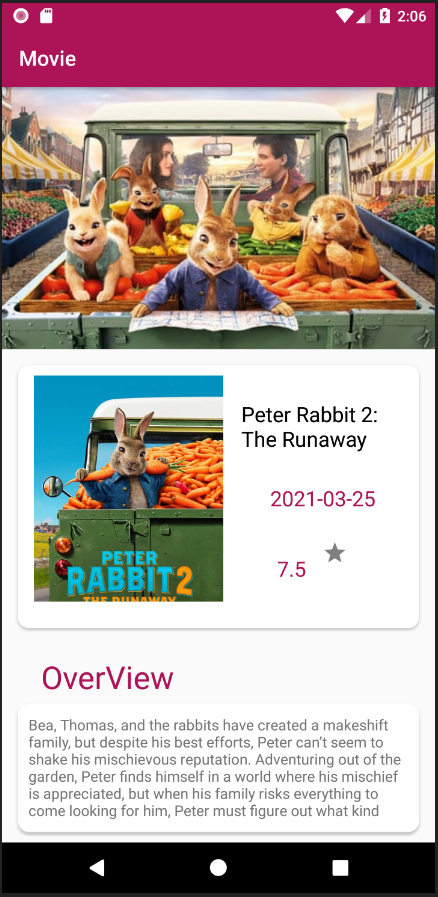 2:06
Movie
Peter Rabbit 2:
The Runaway
2021-03-25
7.5
PETER
RABBIT 2
THE RUNAWAY
OverView
Bea, Thomas, and the rabbits have created a makeshift
family, but despite his best efforts, Peter can’t seem to
shake his mischievous reputation. Adventuring out of the
garden, Peter finds himself in a world where his mischief
is appreciated, but when his family risks everything to
come looking for him, Peter must figure out what kind